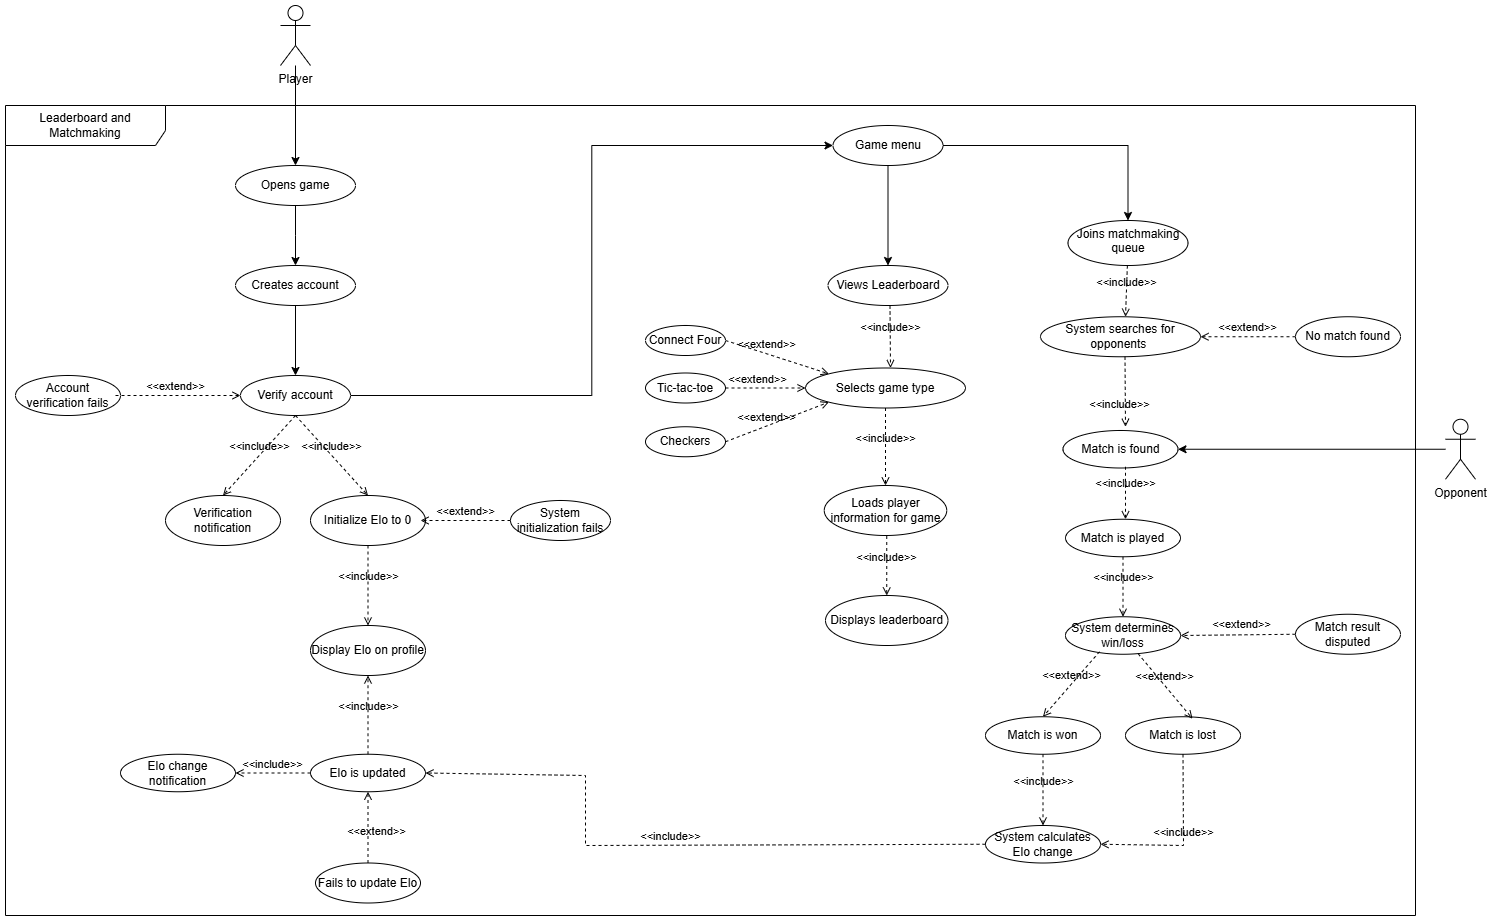 Player
Leaderboard and
Matchmaking
Opens game
Creates account
Account
verification fails
<<extend>>
Verify account
<<include>>
<<include>>
Verification
notification
Initialize Elo to 0
<<extend>>
System
initialization fails
<<include>>
Display Elo on profile
<<include>>
Elo change
notification
<<include>>
Elo is updated
<<extend>>
Fails to update Elo
Game menu
Views Leaderboard
<<include>>
Connect Four
<<extend>>
Tic-tac-toe
<<extend>>
Checkers
<<extend>>
Selects game type
<<include>>
Loads player
information for game
<<include>>
Displays leaderboard
Joins matchmaking
queue
<<include>>
System searches for
opponents
<<extend>>
No match found
<<include>>
Match is found
Opponent
<<include>>
Match is played
<<include>>
System determines
win/loss
<<extend>>
Match result
disputed
<<extend>>
<<extend>>
Match is won
Match is lost
<<include>>
<<include>>
System calculates
Elo change
<<include>>